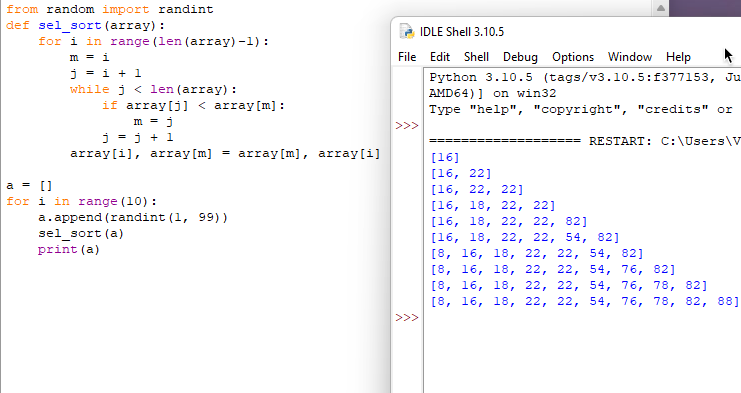 from random import randint
def sel_sort(array):
    for i in range(len(array)-1):
        m = i
        j = i + 1
        while j < len(array):
            if array[j] < array[m]:
                m = j
            j = j + 1
        array[i], array[m] = array[m], array[i]
a = []
for i in range(10):
    a.append(randint(1, 99))
    sel_sort(a)
    print(a)
IDLE Shell 3.10.5
File Edit Shell Debug Options Window Help
Python 3.10.5 (tags/v3.10.5:f377153, Ju
AMD64)] on win32
Type "help", "copyright", "credits" or
>>>
=================== RESTART: C:\Users\V
[16]
[16, 22]
[16, 22, 22]
[16, 18, 22, 22]
[16, 18, 22, 22, 82]
[16, 18, 22, 22, 54, 82]
[8, 16, 18, 22, 22, 54, 82]
[8, 16, 18, 22, 22, 54, 76, 82]
[8, 16, 18, 22, 22, 54, 76, 78, 82]
[8, 16, 18, 22, 22, 54, 76, 78, 82, 88]
>>>